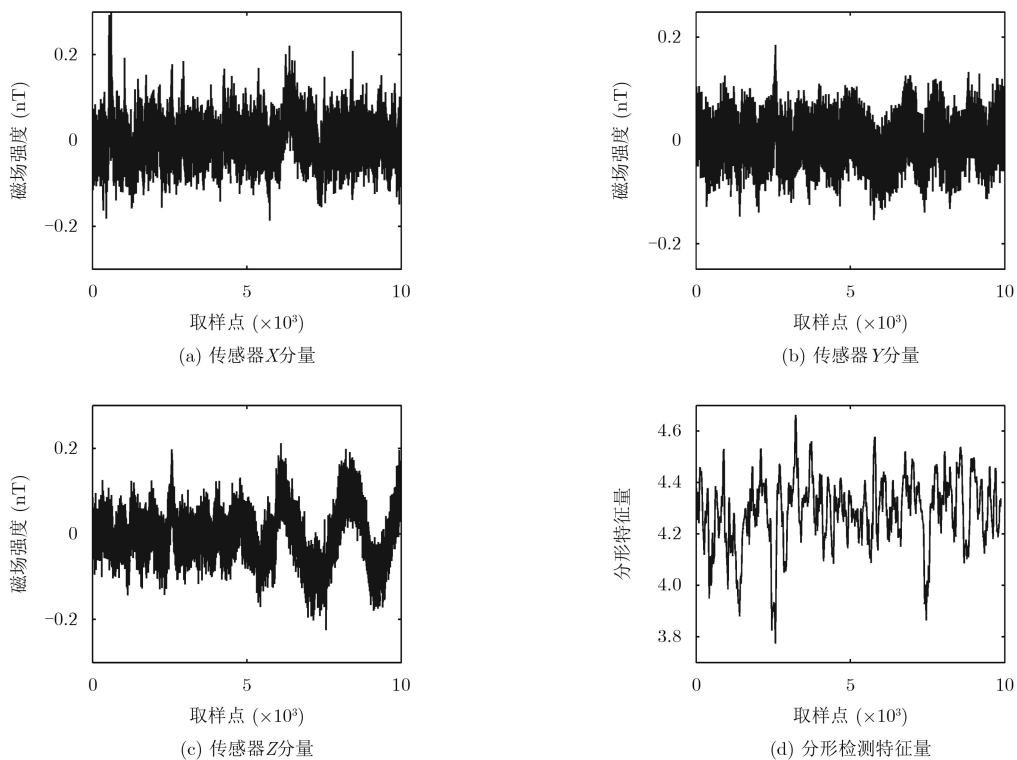 0.2
0
−0.2
磁场强度 (nT)
0 5 10
取样点 (×10³)
(a) 传感器X分量
0.2
0
−0.2
磁场强度 (nT)
0 5 10
取样点 (×10³)
(b) 传感器Y分量
0.2
0
−0.2
磁场强度 (nT)
0 5 10
取样点 (×10³)
(c) 传感器Z分量
4.6
4.4
4.2
4.0
3.8
分形特征量
0 5 10
取样点 (×10³)
(d) 分形检测特征量